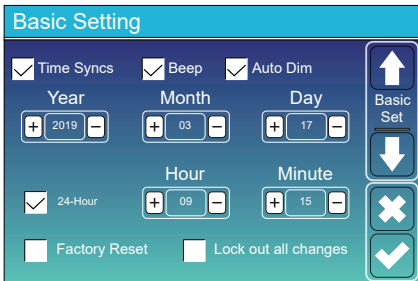 Basic Setting
Time Syncs Beep Auto Dim
Year Month Day
+ 2019 − + 03 − + 17 −
Basic
Set
Hour Minute
24-Hour + 09 − + 15 −
Factory Reset Lock out all changes